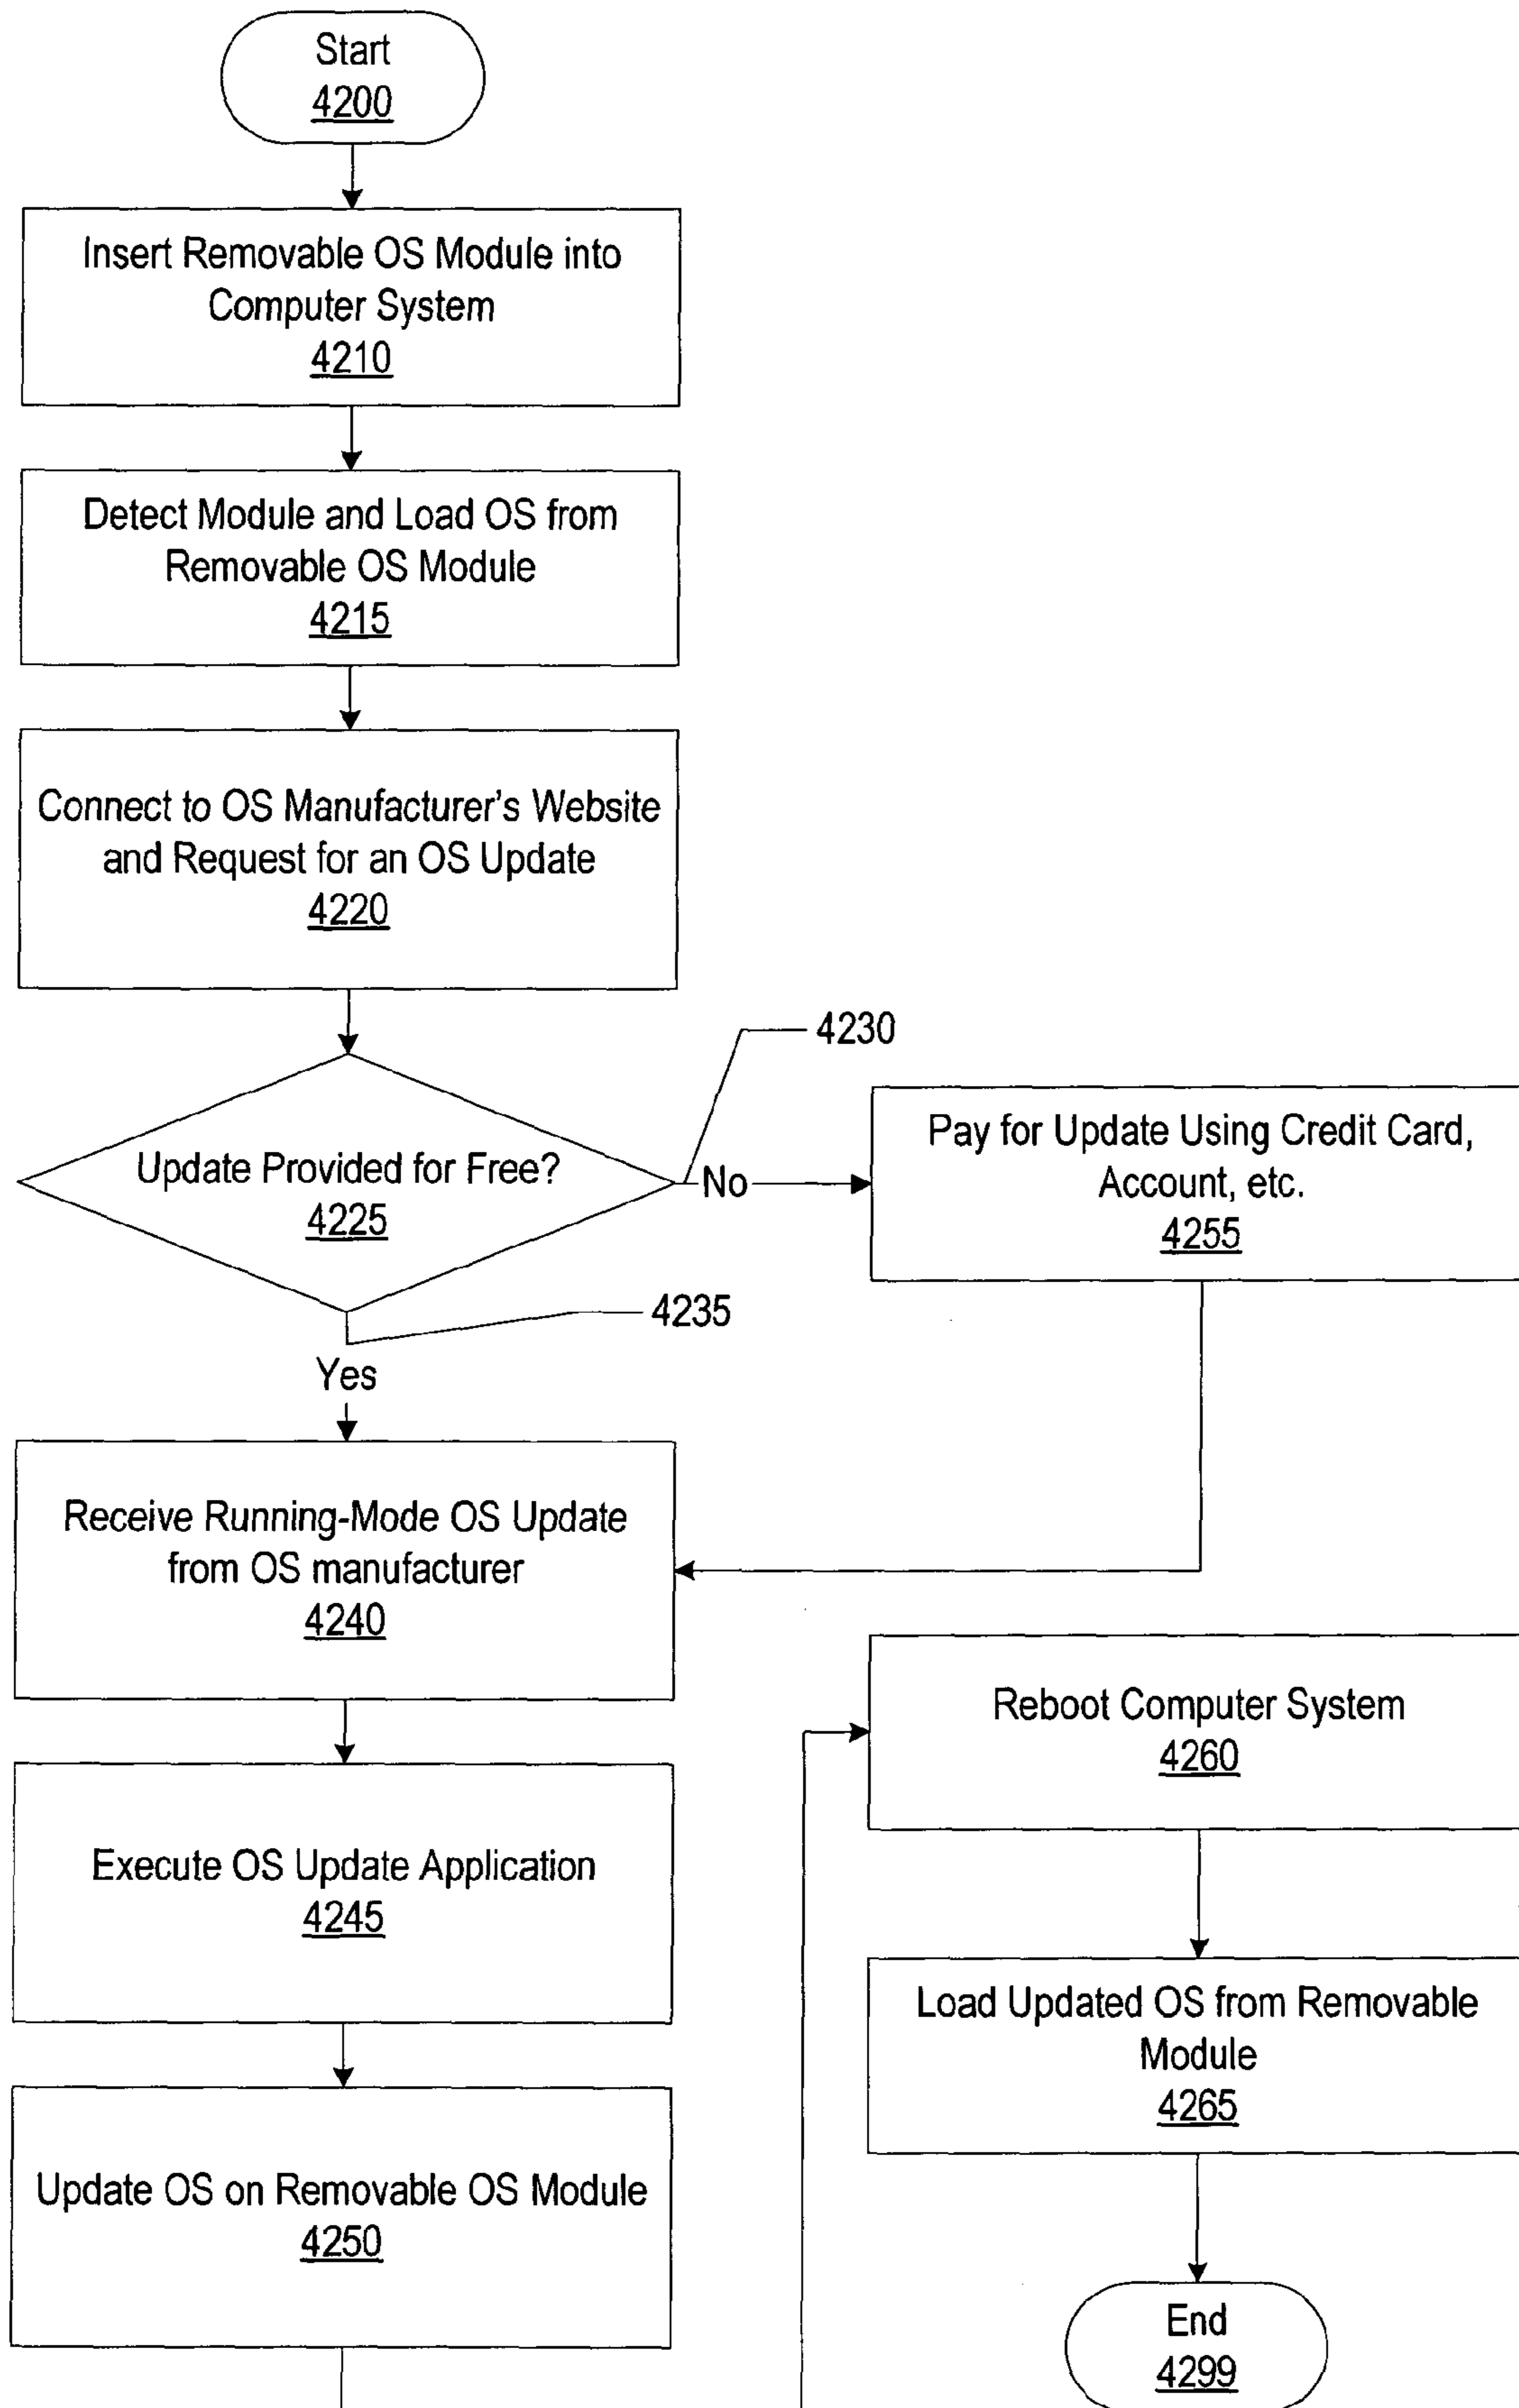 Start
4200
Insert Removable OS Module into
Computer System
4210
Detect Module and Load OS from
Removable OS Module
4215
Connect to OS Manufacturer's Website
and Request for an OS Update
4220
4230
Update Provided for Free?
4225
No
Pay for Update Using Credit Card,
Account, etc.
4255
4235
Yes
Receive Running-Mode OS Update
from OS manufacturer
4240
Execute OS Update Application
4245
Update OS on Removable OS Module
4250
Reboot Computer System
4260
Load Updated OS from Removable
Module
4265
End
4299